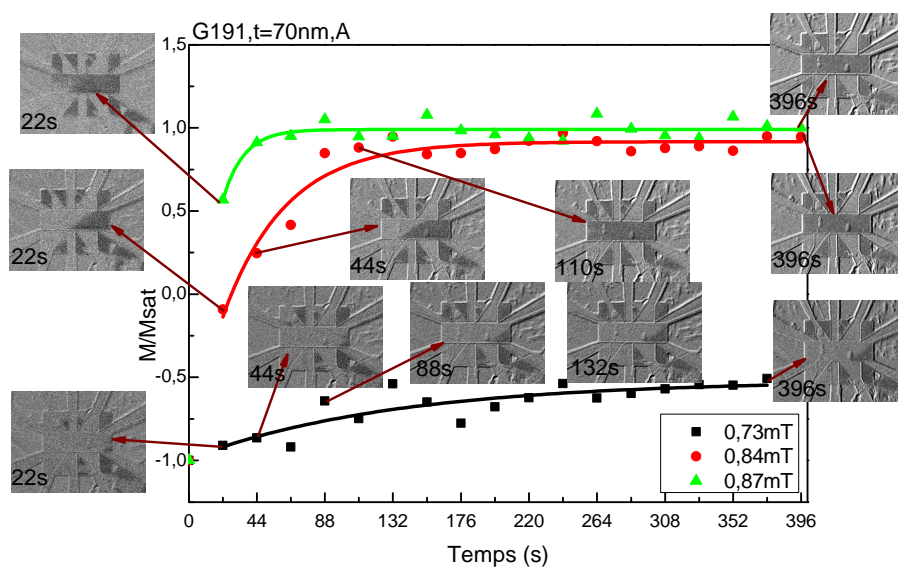 G191,t=70nm,A
1,5
1,0
0,5
0,0
-0,5
-1,0
M/Msat
0 44 88 132 176 220 264 308 352 396
Temps (s)
22s
22s
22s
44s
110s
44s
88s
132s
396s
396s
396s
0,73mT
0,84mT
0,87mT